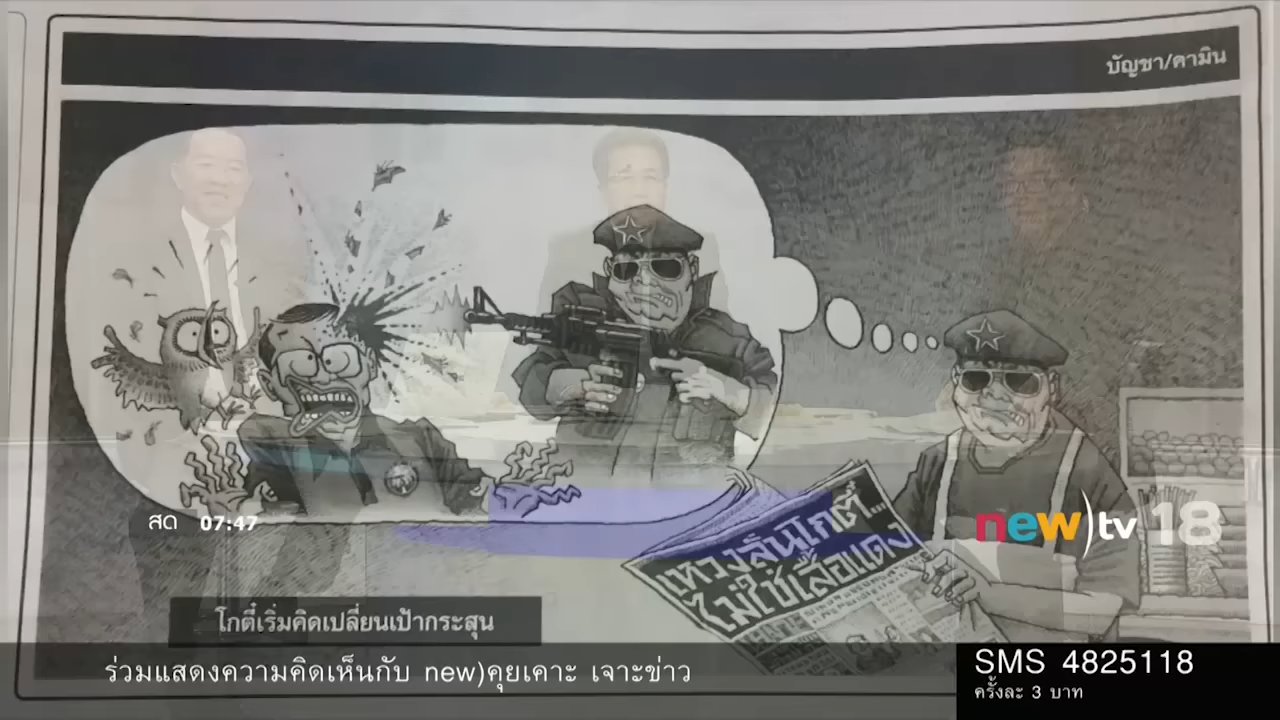 บัญชา/คามิน
เหวงลั่นโกตี๋...
ไม่ใช่เสื้อแดง
สด 07:47
new)tv 18
โกตี๋เริ่มคิดเปลี่ยนเป้ากระสุน
ร่วมแสดงความคิดเห็นกับ new)คุยเคาะ เจาะข่าว
SMS 4825118
ครั้งละ 3 บาท